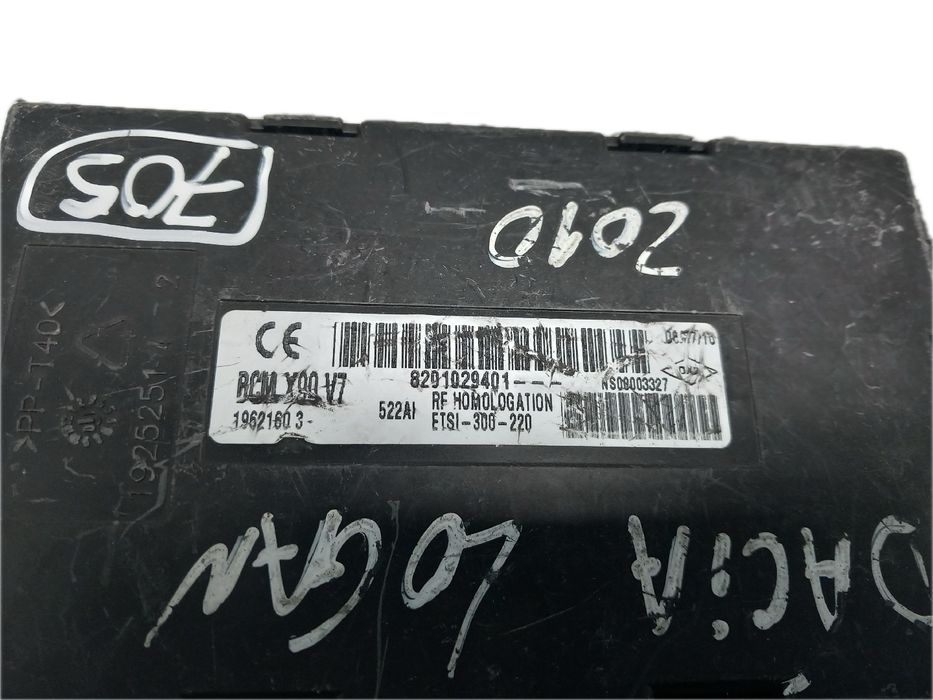 705
2010
>PP-T40<
CE
BCM X90 V7
8201029401---
NS08003327
19621603-
522AI
RF HOMOLOGATION
ETSI-300-220
DACiA LOGAN